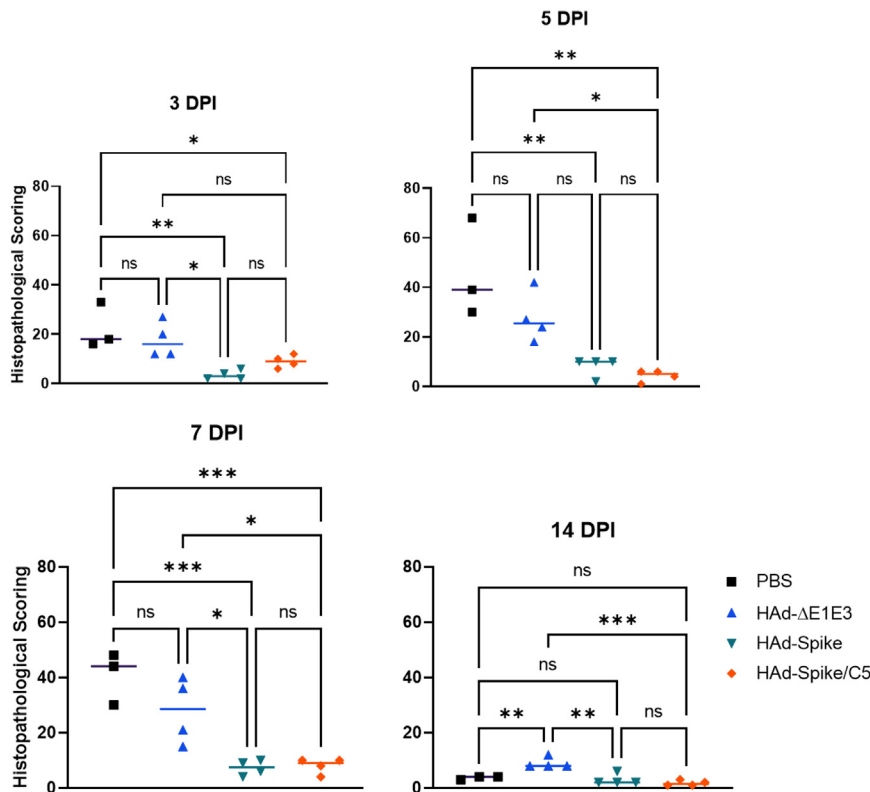 3 DPI
*
ns
**
ns
*
ns
Histopathological Scoring
80
60
40
20
0
5 DPI
**
*
**
ns
ns
ns
80
60
40
20
0
7 DPI
***
*
***
ns
*
ns
Histopathological Scoring
80
60
40
20
0
14 DPI
ns
***
ns
**
**
ns
80
60
40
20
0
PBS
HAd-ΔE1E3
HAd-Spike
HAd-Spike/C5